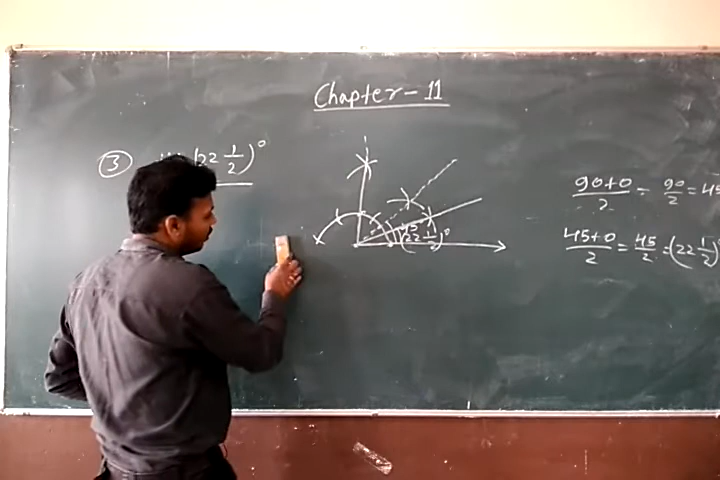 Chapter - 11
③ (22 1/2)°
45
(22 1/2)°
90+0/2 = 90/2 = 45
45+0/2 = 45/2 = (22 1/2)